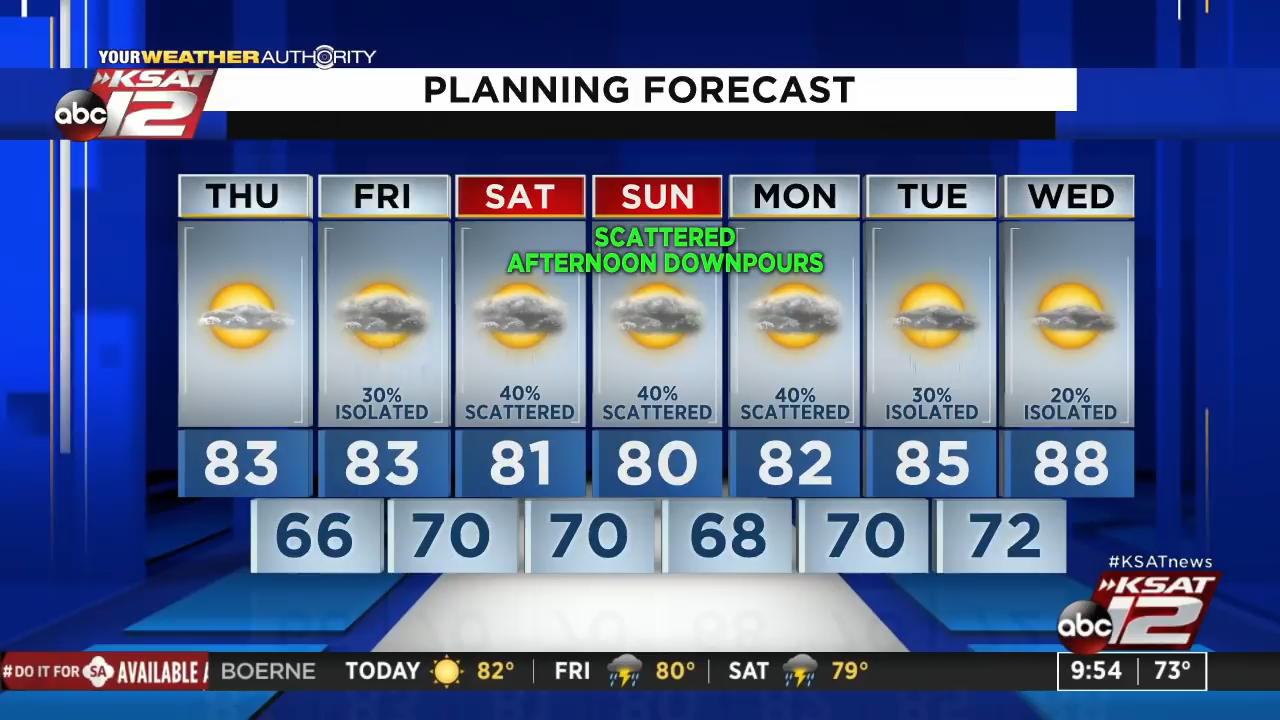 YOURWEATHERAUTHORITY
KSAT
abc 12
PLANNING FORECAST
THU FRI SAT SUN MON TUE WED
SCATTERED
AFTERNOON DOWNPOURS
30% 40% 40% 40% 30% 20%
ISOLATED SCATTERED SCATTERED SCATTERED ISOLATED ISOLATED
83 83 81 80 82 85 88
66 70 70 68 70 72
#KSATnews
KSAT
abc 12
#DO IT FOR SA AVAILABLE BOERNE TODAY 82° FRI 80° SAT 79° 9:54 73°